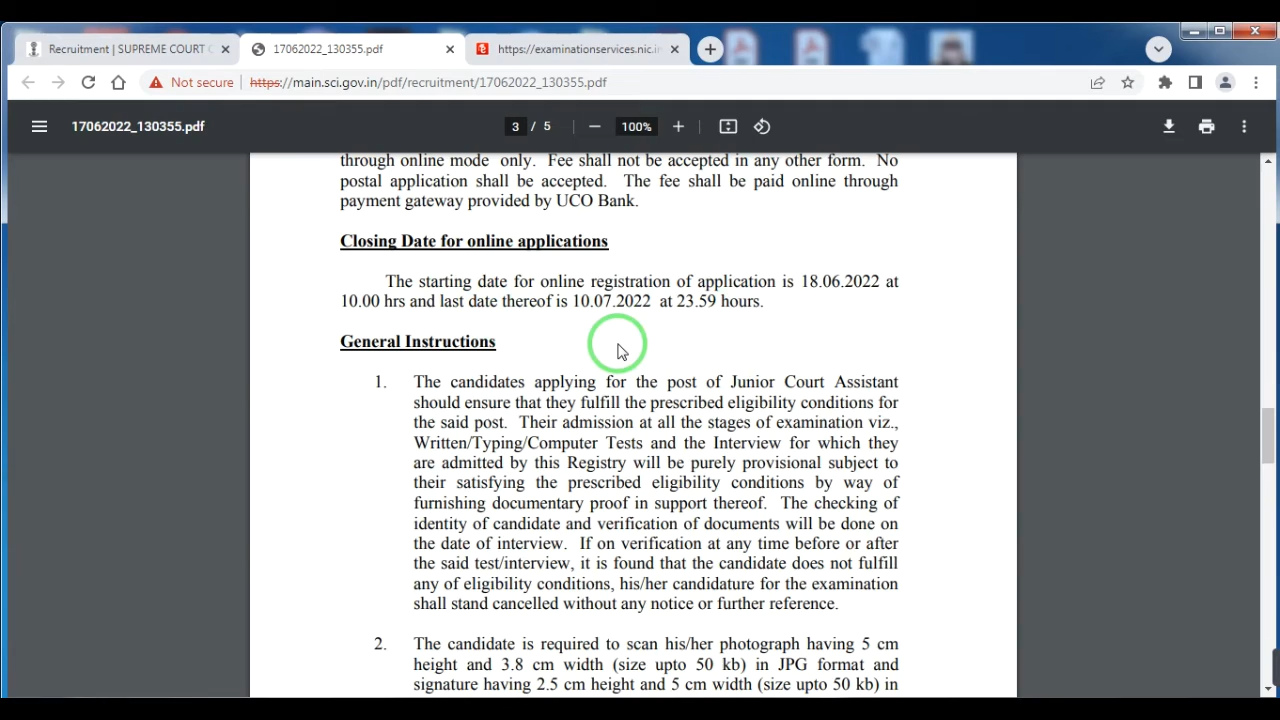 Recruitment | SUPREME COURT
17062022_130355.pdf
https://examinationservices.nic.in
Not secure
https://main.sci.gov.in/pdf/recruitment/17062022_130355.pdf
17062022_130355.pdf
3 / 5
100%
through online mode only. Fee shall not be accepted in any other form. No
postal application shall be accepted. The fee shall be paid online through
payment gateway provided by UCO Bank.
Closing Date for online applications
The starting date for online registration of application is 18.06.2022 at
10.00 hrs and last date thereof is 10.07.2022 at 23.59 hours.
General Instructions
1. The candidates applying for the post of Junior Court Assistant
should ensure that they fulfill the prescribed eligibility conditions for
the said post. Their admission at all the stages of examination viz.,
Written/Typing/Computer Tests and the Interview for which they
are admitted by this Registry will be purely provisional subject to
their satisfying the prescribed eligibility conditions by way of
furnishing documentary proof in support thereof. The checking of
identity of candidate and verification of documents will be done on
the date of interview. If on verification at any time before or after
the said test/interview, it is found that the candidate does not fulfill
any of eligibility conditions, his/her candidature for the examination
shall stand cancelled without any notice or further reference.
2. The candidate is required to scan his/her photograph having 5 cm
height and 3.8 cm width (size upto 50 kb) in JPG format and
signature having 2.5 cm height and 5 cm width (size upto 50 kb) in